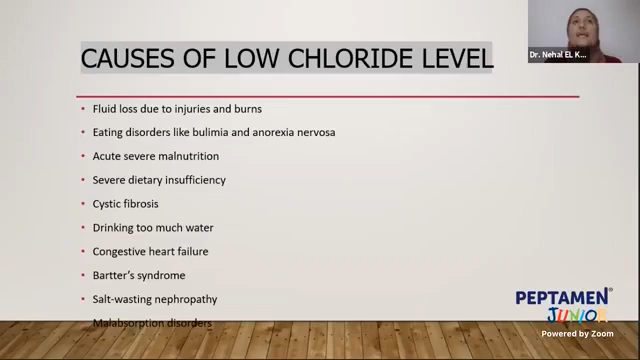 CAUSES OF LOW CHLORIDE LEVEL
Dr. Nehal EL K...
• Fluid loss due to injuries and burns
• Eating disorders like bulimia and anorexia nervosa
• Acute severe malnutrition
• Severe dietary insufficiency
• Cystic fibrosis
• Drinking too much water
• Congestive heart failure
• Bartter's syndrome
• Salt-wasting nephropathy
• Malabsorption disorders
PEPTAMEN®
JUNIOR
Powered by Zoom